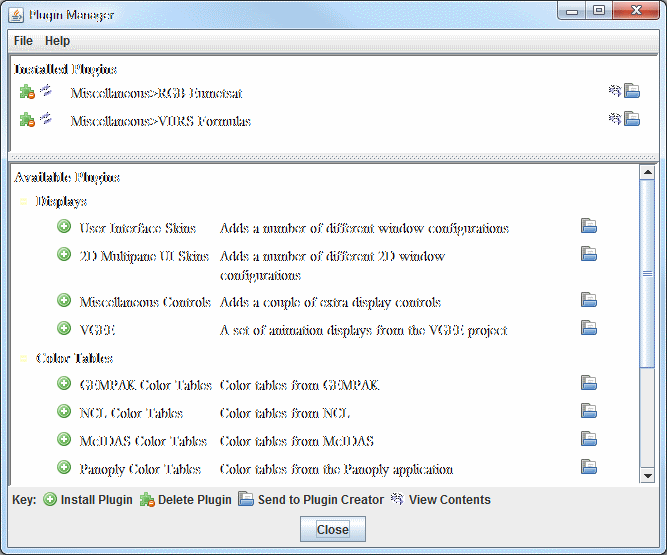 Plugin Manager
File Help
Installed Plugins
Miscellaneous>RGB Eumetsat
Miscellaneous>VIIRS Formulas
Available Plugins
Displays
User Interface Skins Adds a number of different window configurations
2D Multipane UI Skins Adds a number of different 2D window
configurations
Miscellaneous Controls Adds a couple of extra display controls
VGEE A set of animation displays from the VGEE project
Color Tables
GEMPAK Color Tables Color tables from GEMPAK
NCL Color Tables Color tables from NCL
McIDAS Color Tables Color tables from McIDAS
Panoply Color Tables Color tables from the Panoply application
Key: Install Plugin Delete Plugin Send to Plugin Creator View Contents
Close